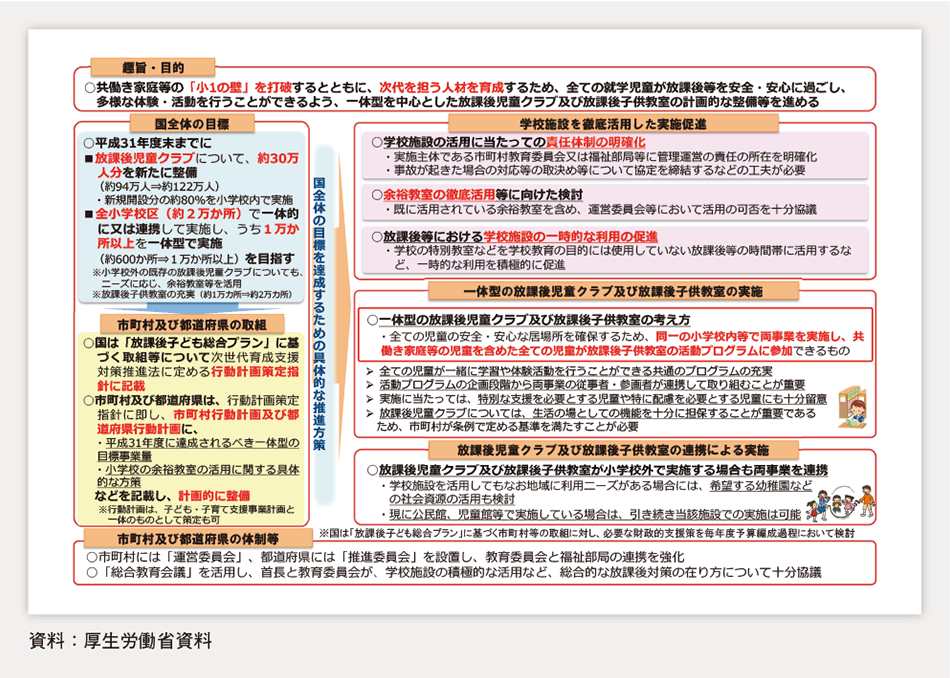 趣旨・目的
○共働き家庭等の「小1の壁」を打破するとともに、次代を担う人材を育成するため、全ての就学児童が放課後等を安全・安心に過ごし、
多様な体験・活動を行うことができるよう、一体型を中心とした放課後児童クラブ及び放課後子供教室の計画的な整備等を進める
国全体の目標
○平成31年度末までに
■放課後児童クラブについて、約30万
人分を新たに整備
（約94万人⇒約122万人）
・新規開設分の約80%を小学校内で実施
■全小学校区（約２万か所）で一体的
に又は連携して実施し、うち１万か
所以上を一体型で実施
（約600か所⇒１万か所以上）を目指す
※小学校外の既存の放課後児童クラブについても、
ニーズに応じ、余裕教室等を活用
※放課後子供教室の充実（約1万カ所⇒約2万カ所）
市町村及び都道府県の取組
○国は「放課後子ども総合プラン」に基
づく取組等について次世代育成支援
対策推進法に定める行動計画策定指
針に記載
○市町村及び都道府県は、行動計画策定
指針に即し、市町村行動計画及び都
道府県行動計画に、
・平成31年度に達成されるべき一体型の
目標事業量
・小学校の余裕教室の活用に関する具体
的な方策
などを記載し、計画的に整備
※行動計画は、子ども・子育て支援事業計画と
一体のものとして策定も可
国全体の目標を達成するための具体的な推進方策
学校施設を徹底活用した実施促進
○学校施設の活用に当たっての責任体制の明確化
・実施主体である市町村教育委員会又は福祉部局等に管理運営の責任の所在を明確化
・事故が起きた場合の対応等の取決め等について協定を締結するなどの工夫が必要
○余裕教室の徹底活用等に向けた検討
・既に活用されている余裕教室を含め、運営委員会等において活用の可否を十分協議
○放課後等における学校施設の一時的な利用の促進
・学校の特別教室などを学校教育の目的には使用していない放課後等の時間帯に活用するな
ど、一時的な利用を積極的に促進
一体型の放課後児童クラブ及び放課後子供教室の実施
○一体型の放課後児童クラブ及び放課後子供教室の考え方
・全ての児童の安全・安心な居場所を確保するため、同一の小学校内等で両事業を実施し、共
働き家庭等の児童を含めた全ての児童が放課後子供教室の活動プログラムに参加できるもの
➢ 全ての児童が一緒に学習や体験活動を行うことができる共通のプログラムの充実
➢ 活動プログラムの企画段階から両事業の従事者・参画者が連携して取り組むことが重要
➢ 実施に当たっては、特別な支援を必要とする児童や特に配慮を必要とする児童にも十分留意
➢ 放課後児童クラブについては、生活の場としての機能を十分に担保することが重要である
ため、市町村が条例で定める基準を満たすことが必要
放課後児童クラブ及び放課後子供教室の連携による実施
○放課後児童クラブ及び放課後子供教室が小学校外で実施する場合も両事業を連携
・学校施設を活用してもなお地域に利用ニーズがある場合には、希望する幼稚園など
の社会資源の活用も検討
・現に公民館、児童館等で実施している場合は、引き続き当該施設での実施は可能
※国は「放課後子ども総合プラン」に基づく市町村等の取組に対し、必要な財政的支援策を毎年度予算編成過程において検討
市町村及び都道府県の体制等
○市町村には「運営委員会」、都道府県には「推進委員会」を設置し、教育委員会と福祉部局の連携を強化
○「総合教育会議」を活用し、首長と教育委員会が、学校施設の積極的な活用など、総合的な放課後対策の在り方について十分協議
資料：厚生労働省資料